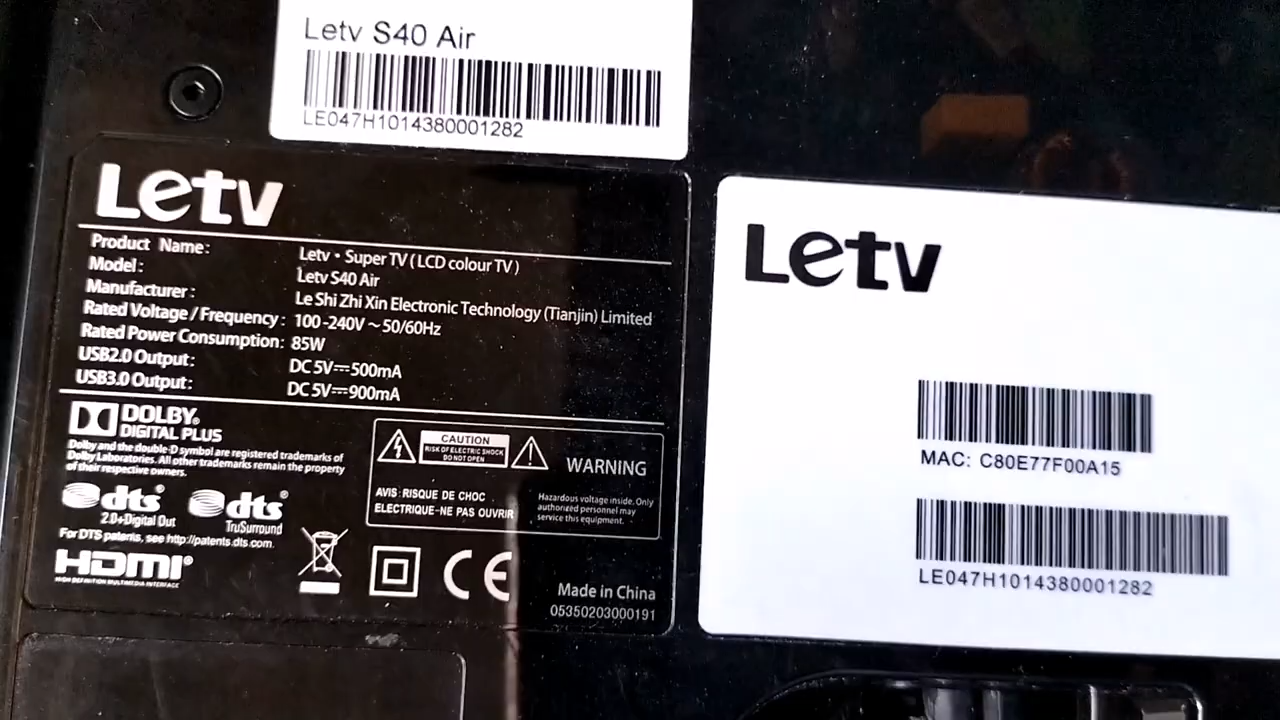 Letv S40 Air
LE047H1014380001282
Letv
Product Name: Letv • Super TV ( LCD colour TV )
Model: Letv S40 Air
Manufacturer: Le Shi Zhi Xin Electronic Technology (Tianjin) Limited
Rated Voltage / Frequency: 100-240V ~ 50/60Hz
Rated Power Consumption: 85W
USB2.0 Output: DC 5V⎓500mA
USB3.0 Output: DC 5V⎓900mA
DOLBY®
DIGITAL PLUS
Dolby and the double-D symbol are registered trademarks of
Dolby Laboratories. All other trademarks remain the property
of their respective owners.
dts® dts®
2.0+Digital Out TruSurround
For DTS patents, see http://patents.dts.com.
HDMI®
HIGH DEFINITION MULTIMEDIA INTERFACE
CAUTION
RISK OF ELECTRIC SHOCK
DO NOT OPEN
WARNING
AVIS: RISQUE DE CHOC
ELECTRIQUE-NE PAS OUVRIR
Hazardous voltage inside. Only
authorized personnel may
service this equipment.
CE
Made in China
05350203000191
Letv
MAC: C80E77F00A15
LE047H1014380001282